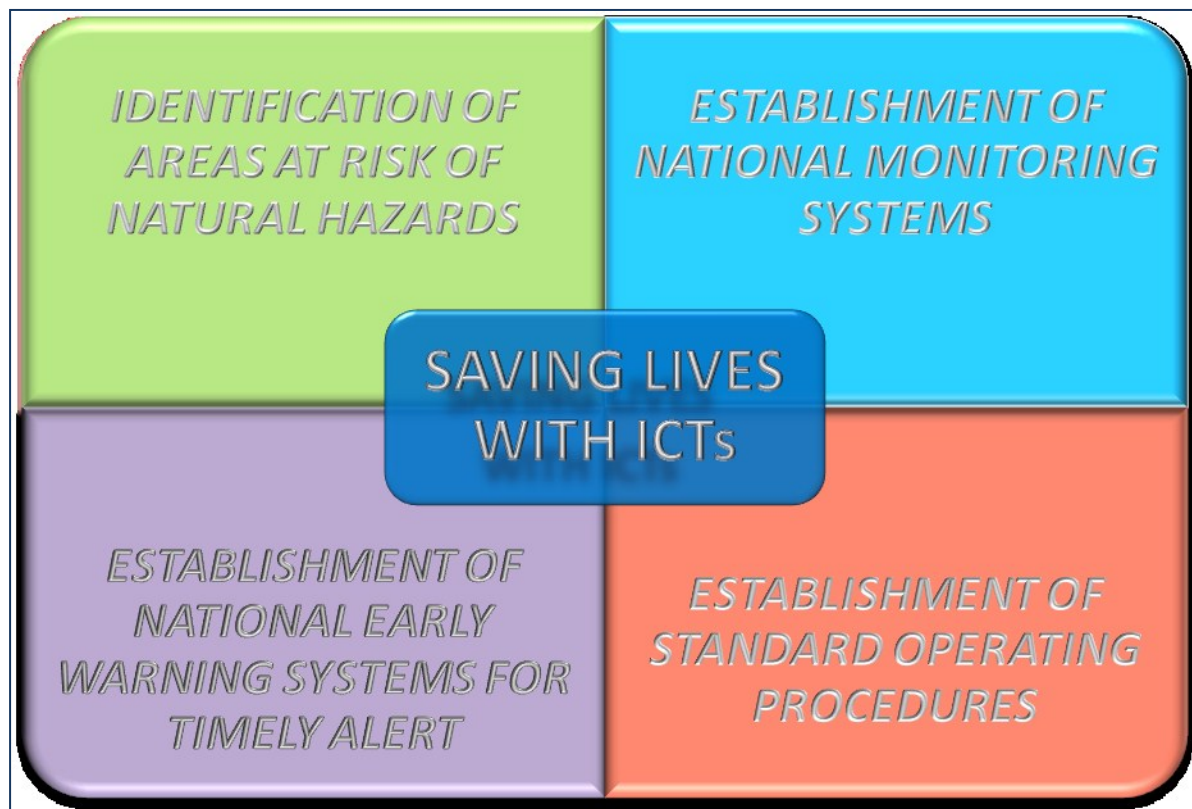 IDENTIFICATION OF
AREAS AT RISK OF
NATURAL HAZARDS
ESTABLISHMENT OF
NATIONAL MONITORING
SYSTEMS
SAVING LIVES
WITH ICTs
ESTABLISHMENT OF
NATIONAL EARLY
WARNING SYSTEMS FOR
TIMELY ALERT
ESTABLISHMENT OF
STANDARD OPERATING
PROCEDURES